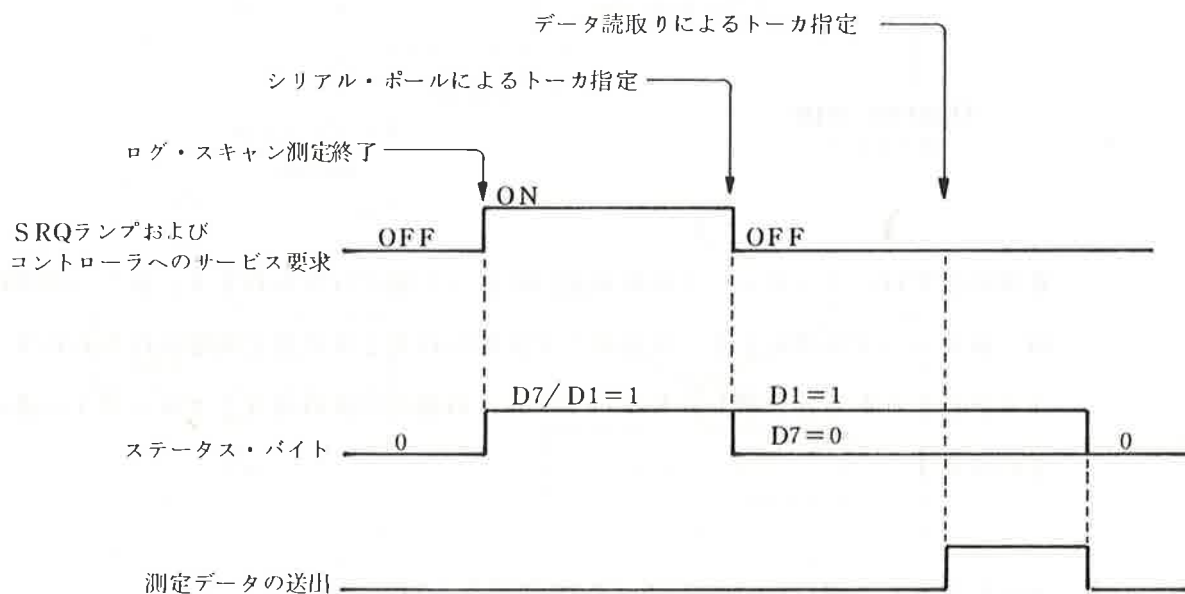 データ読取りによるトーカ指定
シリアル・ポールによるトーカ指定
ログ・スキャン測定終了
ON
SRQランプおよび
コントローラへのサービス要求
OFF
OFF
D7/D1=1
D1=1
ステータス・バイト
0
D7=0
0
測定データの送出